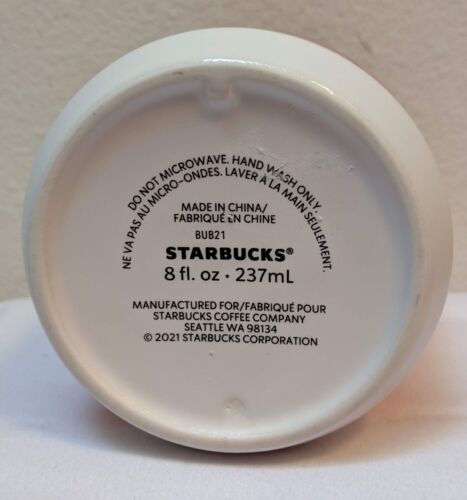 DO NOT MICROWAVE. HAND WASH ONLY.
NE VA PAS AU MICRO-ONDES. LAVER À LA MAIN SEULEMENT.
MADE IN CHINA/
FABRIQUÉ EN CHINE
BUB21
STARBUCKS®
8 fl. oz · 237mL
MANUFACTURED FOR/FABRIQUÉ POUR
STARBUCKS COFFEE COMPANY
SEATTLE WA 98134
© 2021 STARBUCKS CORPORATION